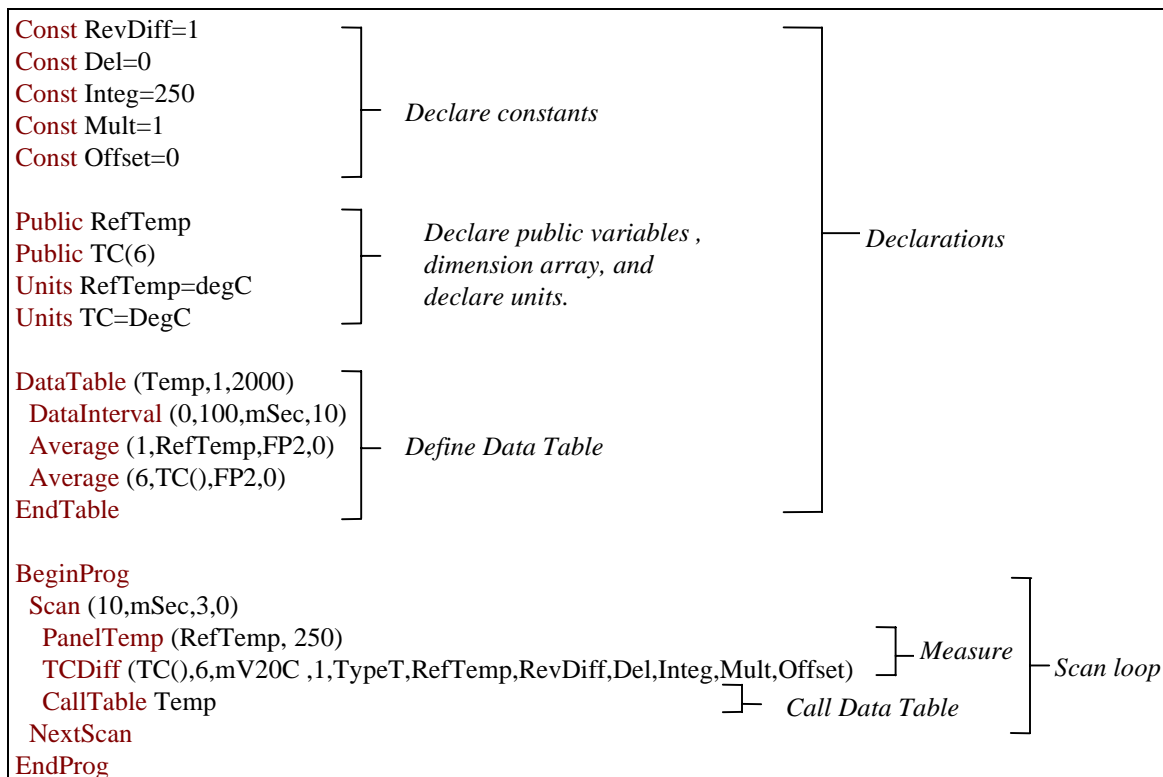 Const RevDiff=1
Const Del=0
Const Integ=250
Const Mult=1
Const Offset=0
Declare constants
Public RefTemp
Public TC(6)
Units RefTemp=degC
Units TC=DegC
Declare public variables ,
dimension array, and
declare units.
Declarations
DataTable (Temp,1,2000)
DataInterval (0,100,mSec,10)
Average (1,RefTemp,FP2,0)
Average (6,TC(),FP2,0)
EndTable
Define Data Table
BeginProg
Scan (10,mSec,3,0)
PanelTemp (RefTemp, 250)
TCDiff (TC(),6,mV20C ,1,TypeT,RefTemp,RevDiff,Del,Integ,Mult,Offset)
Measure
CallTable Temp
Call Data Table
Scan loop
NextScan
EndProg